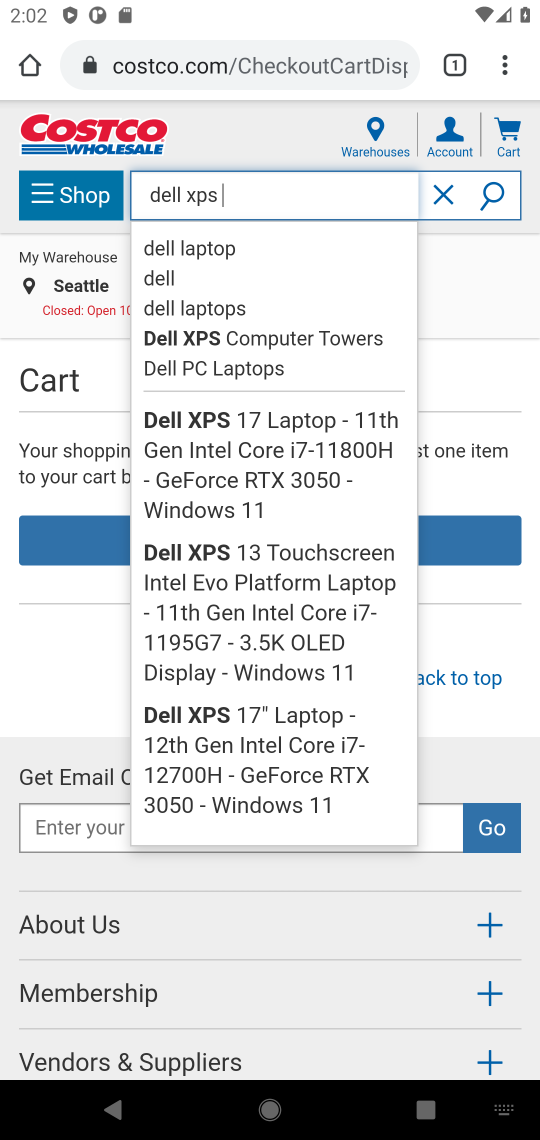 2:02
costco.com/CheckoutCartDisp
1
COSTCO
WHOLESALE
Warehouses
Account
Cart
Shop
dell xps
My Warehouse
Seattle
Closed: Open 10
dell laptop
dell
dell laptops
Dell XPS Computer Towers
Dell PC Laptops
Dell XPS 17 Laptop - 11th
Gen Intel Core i7-11800H
- GeForce RTX 3050 -
Windows 11
Dell XPS 13 Touchscreen
Intel Evo Platform Laptop
- 11th Gen Intel Core i7-
1195G7 - 3.5K OLED
Display - Windows 11
Dell XPS 17" Laptop -
12th Gen Intel Core i7-
12700H - GeForce RTX
3050 - Windows 11
Cart
Your shoppin st one item
to your cart b
ack to top
Get Email O
Enter your
Go
About Us
Membership
Vendors & Suppliers